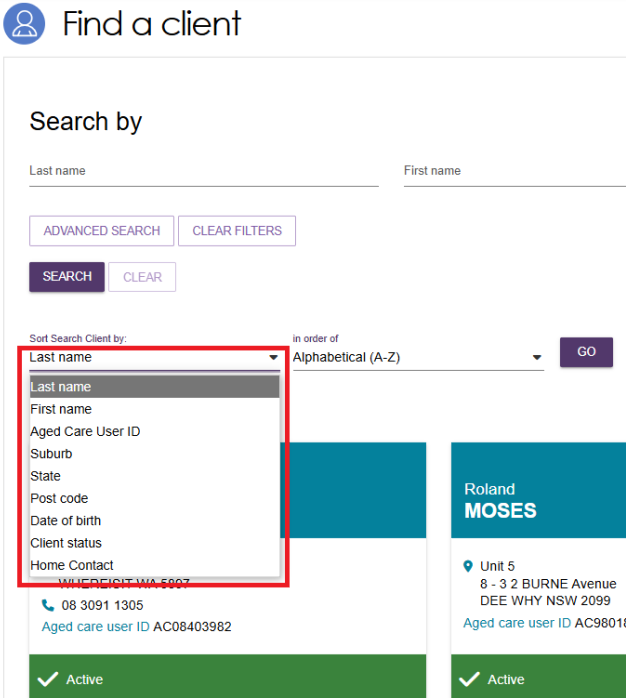 Find a client
Search by
Last name
First name
ADVANCED SEARCH
CLEAR FILTERS
SEARCH
CLEAR
Sort Search Client by:
in order of
Last name
Alphabetical (A-Z)
GO
Last name
First name
Aged Care User ID
Suburb
State
Post code
Date of birth
Client status
Home Contact
WHEREISIT WA 5897
08 3091 1305
Aged care user ID AC08403982
Active
Roland
MOSES
Unit 5
8 - 3 2 BURNE Avenue
DEE WHY NSW 2099
Aged care user ID AC9801
Active